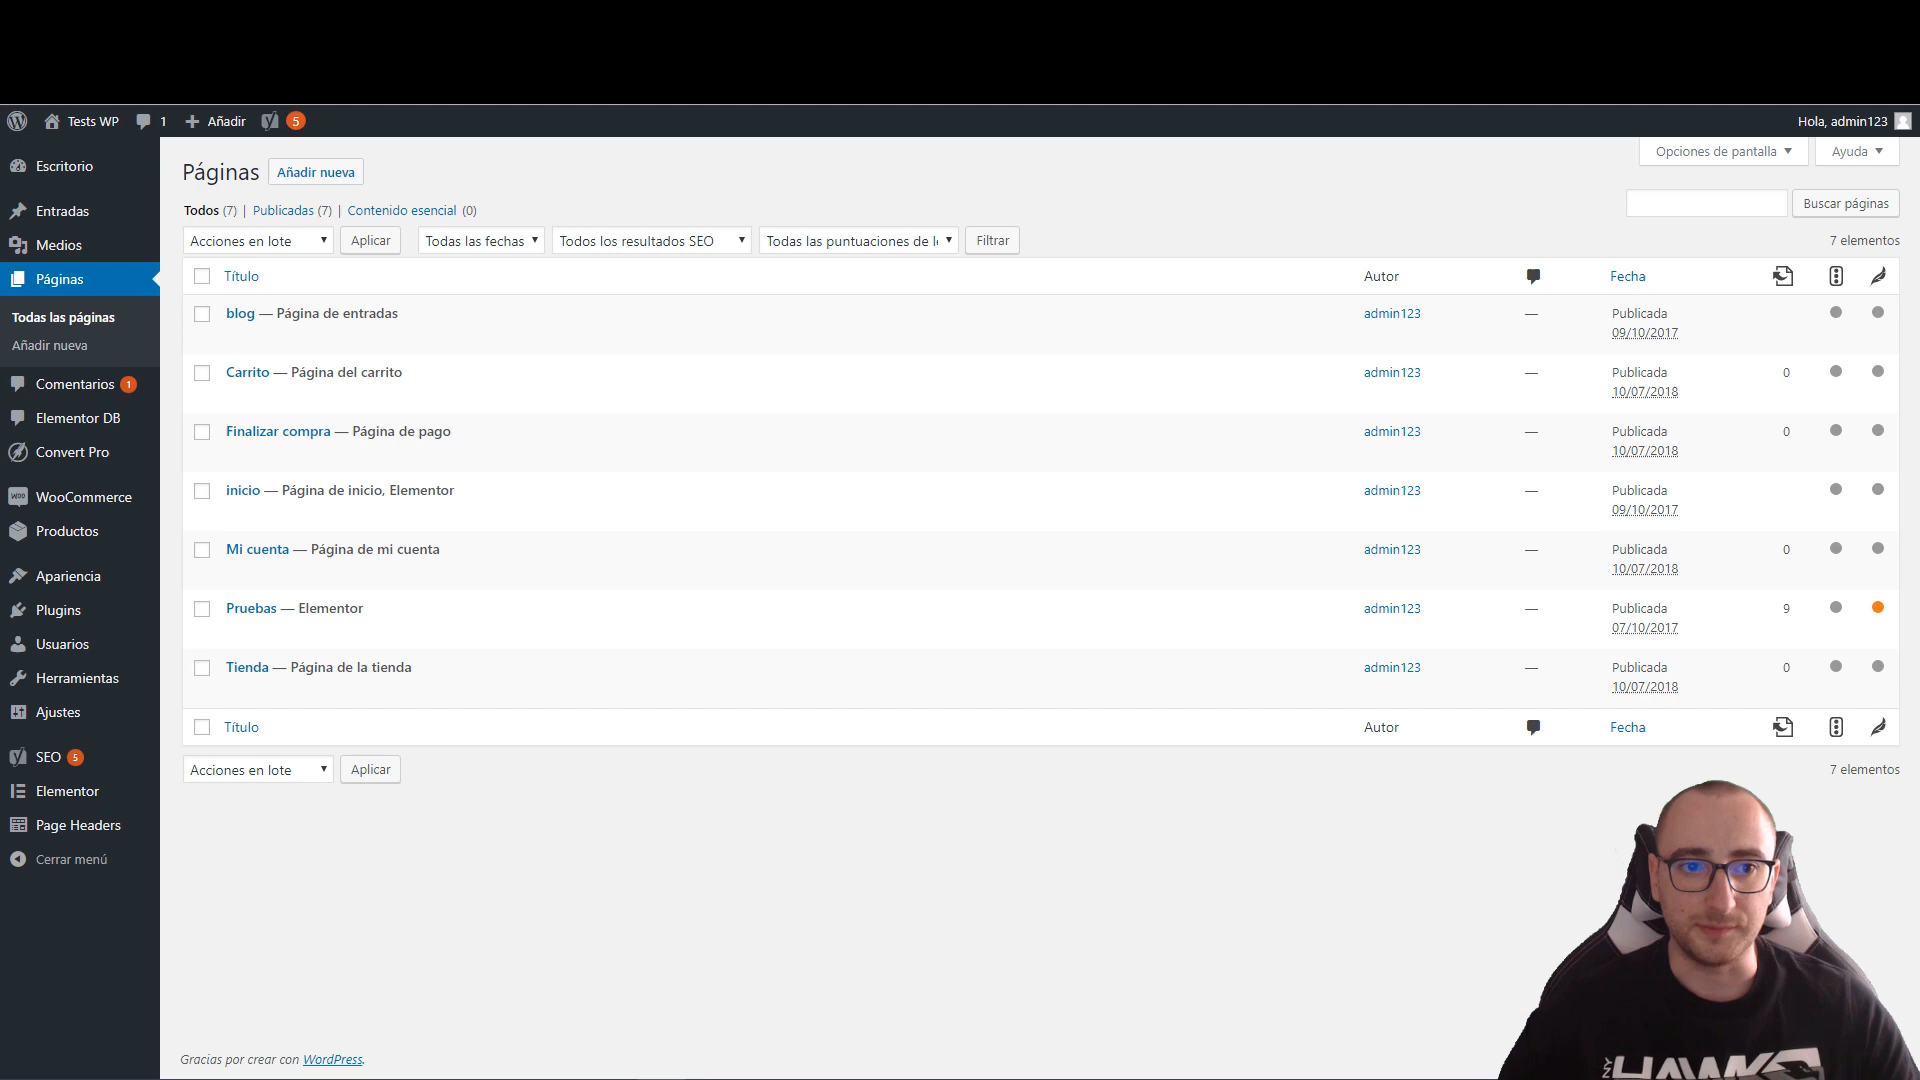 Tests WP 1 Añadir 5 Hola, admin123
Opciones de pantalla Ayuda
Escritorio
Entradas
Medios
Páginas
Todas las páginas
Añadir nueva
Comentarios 1
Elementor DB
Convert Pro
WooCommerce
Productos
Apariencia
Plugins
Usuarios
Herramientas
Ajustes
SEO 5
Elementor
Page Headers
Cerrar menú
Páginas Añadir nueva
Todos (7) | Publicadas (7) | Contenido esencial (0)
Buscar páginas
Acciones en lote Aplicar Todas las fechas Todos los resultados SEO Todas las puntuaciones de l Filtrar 7 elementos
Título Autor Fecha
blog — Página de entradas admin123 — Publicada
09/10/2017
Carrito — Página del carrito admin123 — Publicada 0
10/07/2018
Finalizar compra — Página de pago admin123 — Publicada 0
10/07/2018
inicio — Página de inicio, Elementor admin123 — Publicada
09/10/2017
Mi cuenta — Página de mi cuenta admin123 — Publicada 0
10/07/2018
Pruebas — Elementor admin123 — Publicada 9
07/10/2017
Tienda — Página de la tienda admin123 — Publicada 0
10/07/2018
Título Autor Fecha
Acciones en lote Aplicar 7 elementos
Gracias por crear con WordPress.
HAWKS